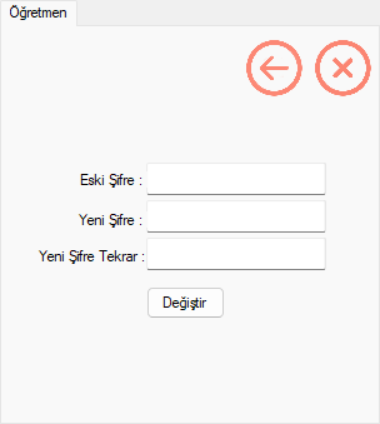 Öğretmen
Eski Şifre :
Yeni Şifre :
Yeni Şifre Tekrar :
Değiştir